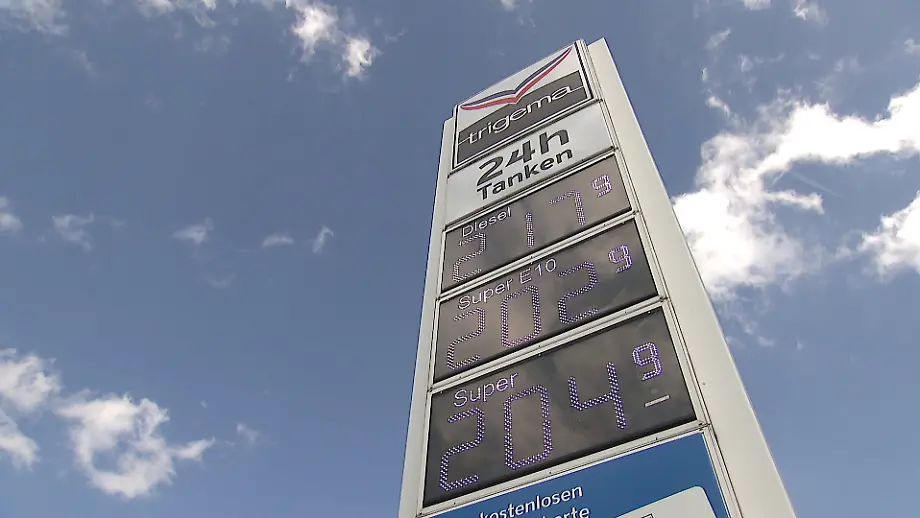 trigema
24h
Tanken
Diesel
2179
Super E10
2029
Super
2049
kostenlosen